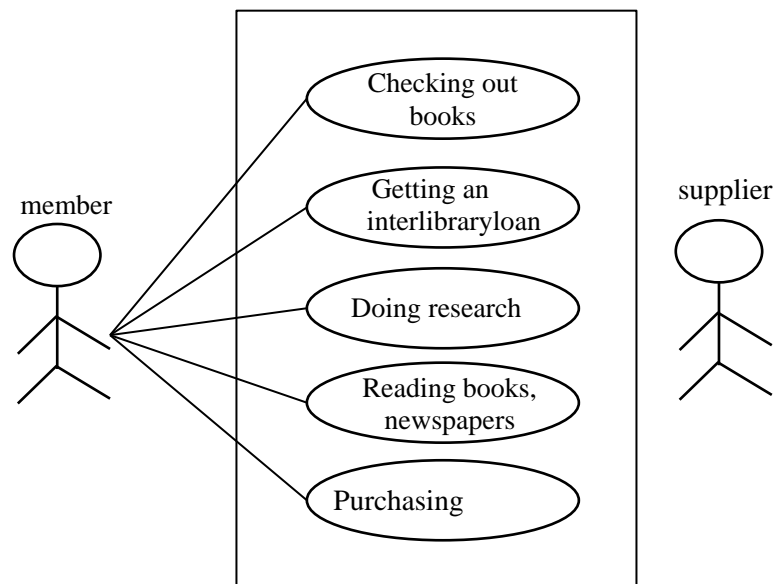 Checking out
books
member
Getting an
interlibraryloan
supplier
Doing research
Reading books,
newspapers
Purchasing